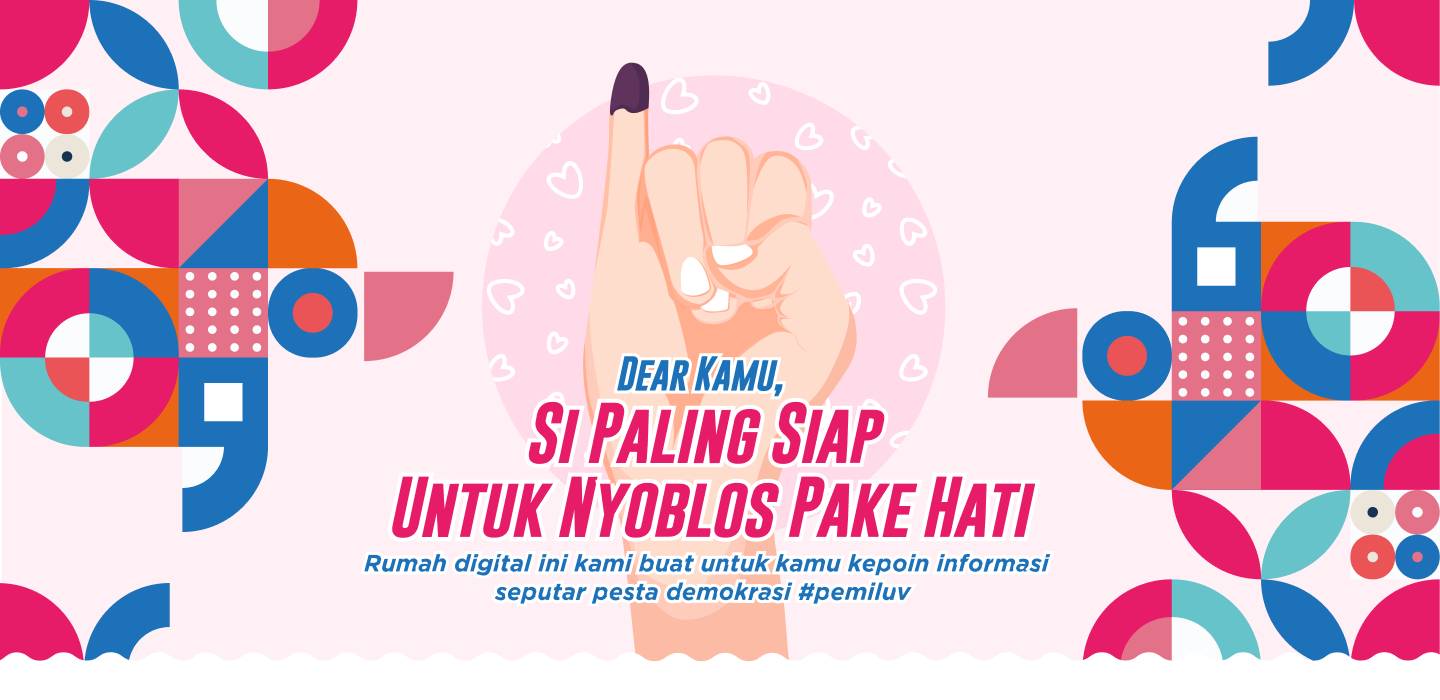 Dear Kamu,
Si Paling Siap
Untuk Nyoblos Pake Hati
Rumah digital ini kami buat untuk kamu kepoin informasi
seputar pesta demokrasi #pemiluv